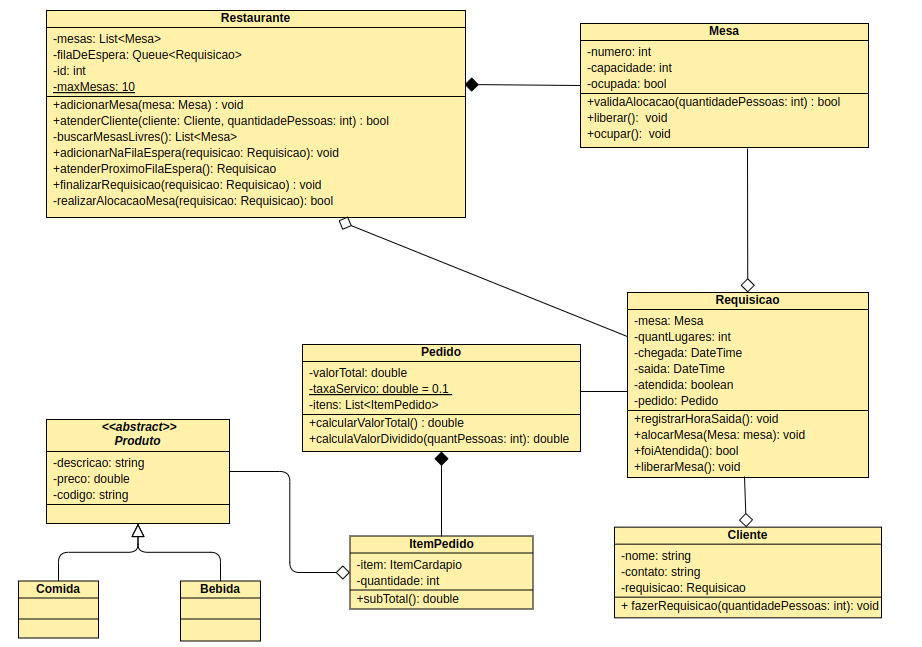 Restaurante
-mesas: List<Mesa>
-filaDeEspera: Queue<Requisicao>
-id: int
-maxMesas: 10
+adicionarMesa(mesa: Mesa) : void
+atenderCliente(cliente: Cliente, quantidadePessoas: int) : bool
-buscarMesasLivres(): List<Mesa>
+adicionarNaFilaEspera(requisicao: Requisicao): void
+atenderProximoFilaEspera(): Requisicao
+finalizarRequisicao(requisicao: Requisicao) : void
-realizarAlocacaoMesa(requisicao: Requisicao): bool
Mesa
-numero: int
-capacidade: int
-ocupada: bool
+validaAlocacao(quantidadePessoas: int) : bool
+liberar(): void
+ocupar(): void
Requisicao
-mesa: Mesa
-quantLugares: int
-chegada: DateTime
-saida: DateTime
-atendida: boolean
-pedido: Pedido
+registrarHoraSaida(): void
+alocarMesa(Mesa: mesa): void
+foiAtendida(): bool
+liberarMesa(): void
Pedido
-valorTotal: double
-taxaServico: double = 0.1
-itens: List<ItemPedido>
+calcularValorTotal() : double
+calculaValorDividido(quantPessoas: int): double
<<abstract>>
Produto
-descricao: string
-preco: double
-codigo: string
Comida
Bebida
ItemPedido
-item: ItemCardapio
-quantidade: int
+subTotal(): double
Cliente
-nome: string
-contato: string
-requisicao: Requisicao
+ fazerRequisicao(quantidadePessoas: int): void